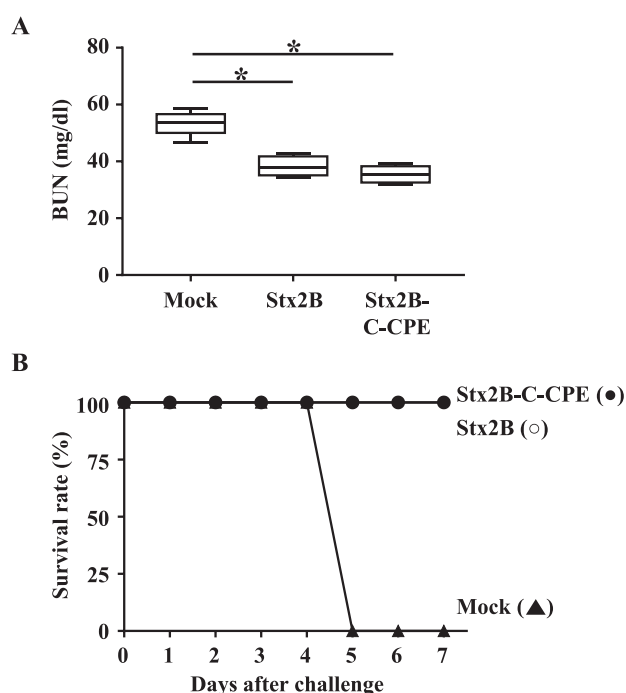 A
80
60
40
20
0
BUN (mg/dl)
*
*
Mock
Stx2B
Stx2B-
C-CPE
B
100
75
50
25
0
Survival rate (%)
Stx2B-C-CPE (●)
Stx2B (○)
Mock (▲)
0 1 2 3 4 5 6 7
Days after challenge